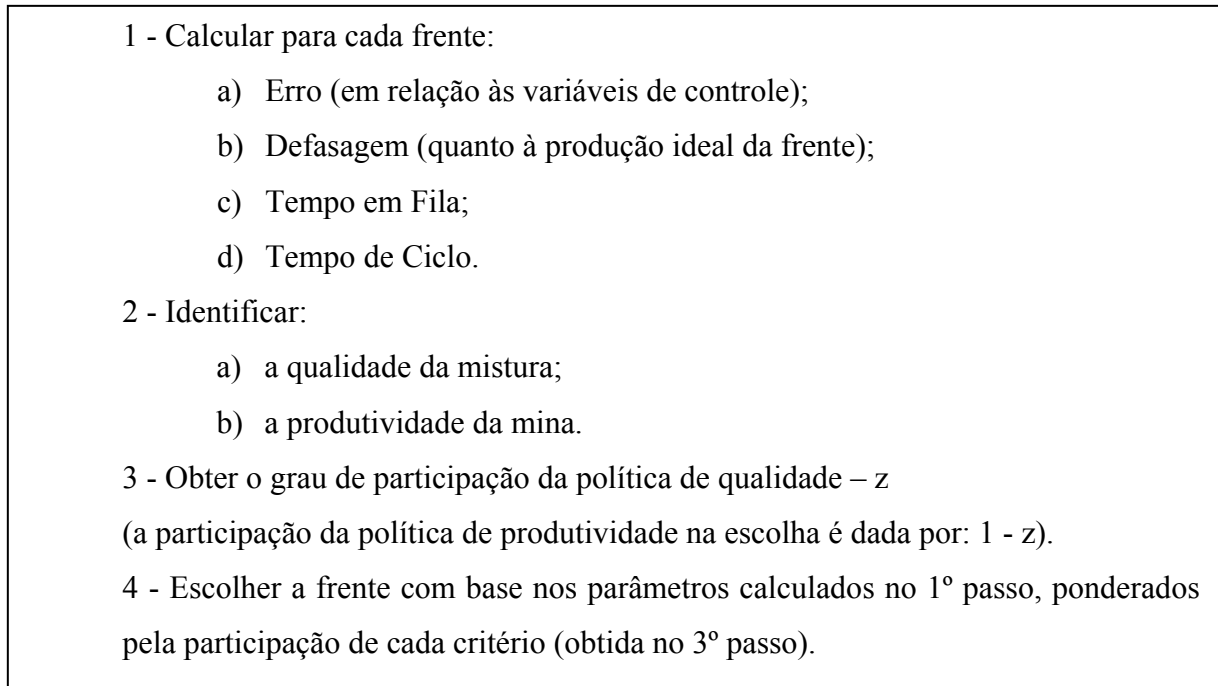 1 - Calcular para cada frente:
a) Erro (em relação às variáveis de controle);
b) Defasagem (quanto à produção ideal da frente);
c) Tempo em Fila;
d) Tempo de Ciclo.
2 - Identificar:
a) a qualidade da mistura;
b) a produtividade da mina.
3 - Obter o grau de participação da política de qualidade – z
(a participação da política de produtividade na escolha é dada por: 1 - z).
4 - Escolher a frente com base nos parâmetros calculados no 1º passo, ponderados
pela participação de cada critério (obtida no 3º passo).